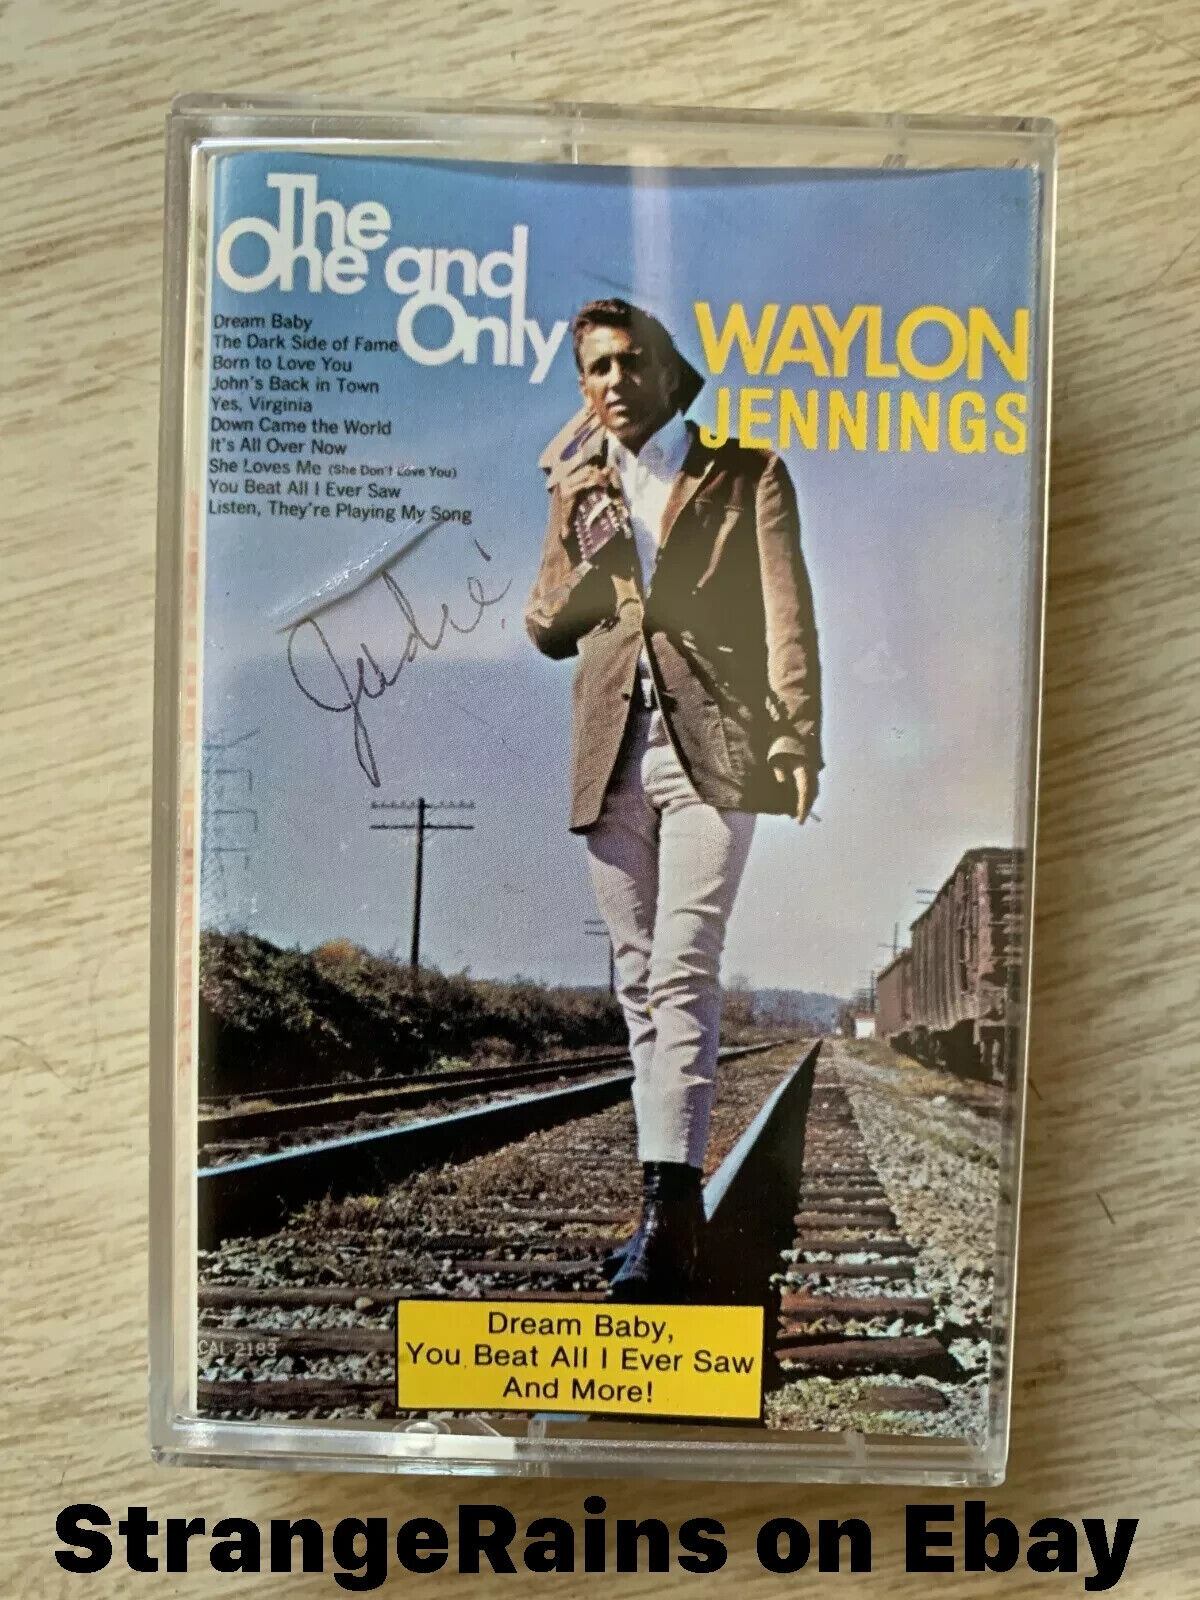 The
One and
Only
WAYLON
JENNINGS
Dream Baby
The Dark Side of Fame
Born to Love You
John's Back in Town
Yes, Virginia
Down Came the World
It's All Over Now
She Loves Me (She Don't Love You)
You Beat All I Ever Saw
Listen, They're Playing My Song
CAL 2183
Dream Baby,
You Beat All I Ever Saw
And More!
StrangeRains on Ebay